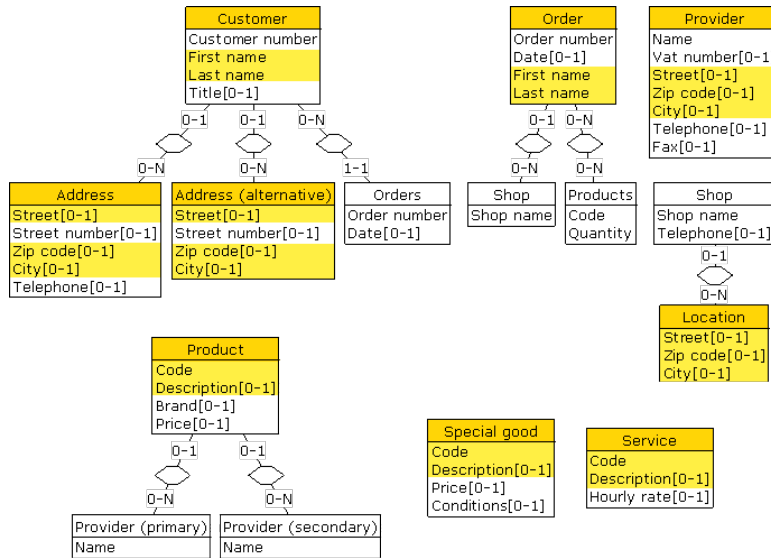 Customer
Customer number
First name
Last name
Title[0-1]
0-1
0-1
0-N
0-N
0-N
1-1
Address
Street[0-1]
Street number[0-1]
Zip code[0-1]
City[0-1]
Telephone[0-1]
Address (alternative)
Street[0-1]
Street number[0-1]
Zip code[0-1]
City[0-1]
Orders
Order number
Date[0-1]
Order
Order number
Date[0-1]
First name
Last name
0-1
0-N
0-N
0-N
Shop
Shop name
Products
Code
Quantity
Provider
Name
Vat number[0-1]
Street[0-1]
Zip code[0-1]
City[0-1]
Telephone[0-1]
Fax[0-1]
Shop
Shop name
Telephone[0-1]
0-1
0-N
Location
Street[0-1]
Zip code[0-1]
City[0-1]
Product
Code
Description[0-1]
Brand[0-1]
Price[0-1]
0-1
0-1
0-N
0-N
Provider (primary)
Name
Provider (secondary)
Name
Special good
Code
Description[0-1]
Price[0-1]
Conditions[0-1]
Service
Code
Description[0-1]
Hourly rate[0-1]